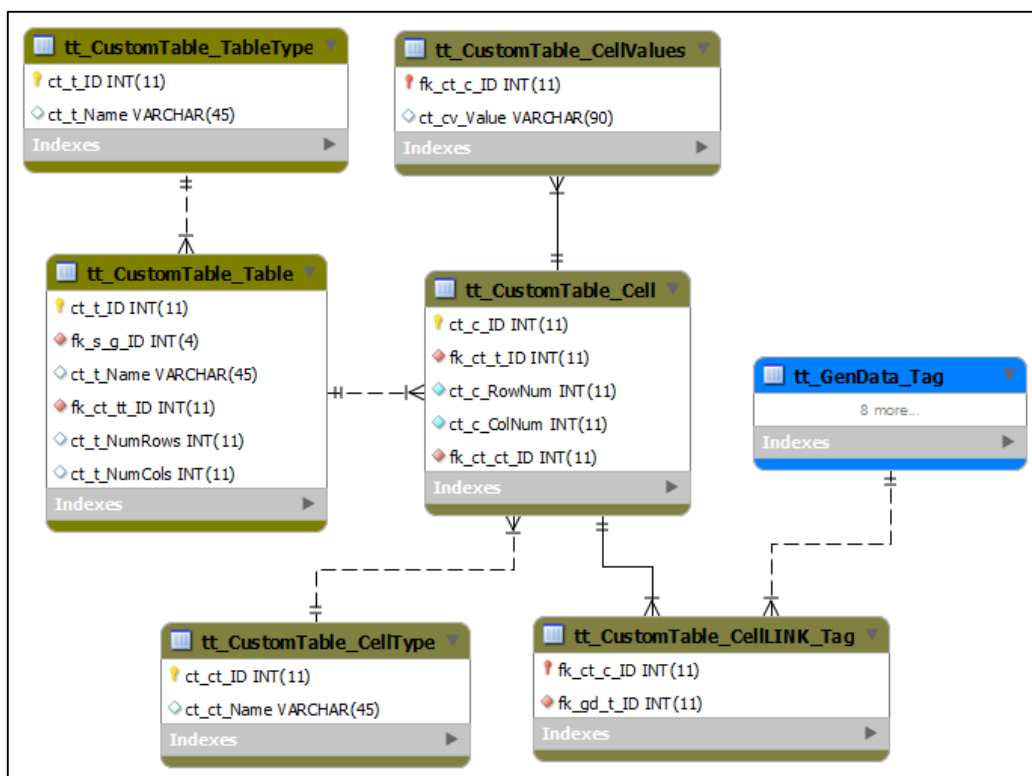 tt_CustomTable_TableType
ct_t_ID INT(11)
ct_t_Name VARCHAR(45)
Indexes
tt_CustomTable_CellValues
fk_ct_c_ID INT(11)
ct_cv_Value VARCHAR(90)
Indexes
tt_CustomTable_Table
ct_t_ID INT(11)
fk_s_g_ID INT(4)
ct_t_Name VARCHAR(45)
fk_ct_tt_ID INT(11)
ct_t_NumRows INT(11)
ct_t_NumCols INT(11)
Indexes
tt_CustomTable_Cell
ct_c_ID INT(11)
fk_ct_t_ID INT(11)
ct_c_RowNum INT(11)
ct_c_ColNum INT(11)
fk_ct_ct_ID INT(11)
Indexes
tt_GenData_Tag
8 more...
Indexes
tt_CustomTable_CellType
ct_ct_ID INT(11)
ct_ct_Name VARCHAR(45)
Indexes
tt_CustomTable_CellLINK_Tag
fk_ct_c_ID INT(11)
fk_gd_t_ID INT(11)
Indexes